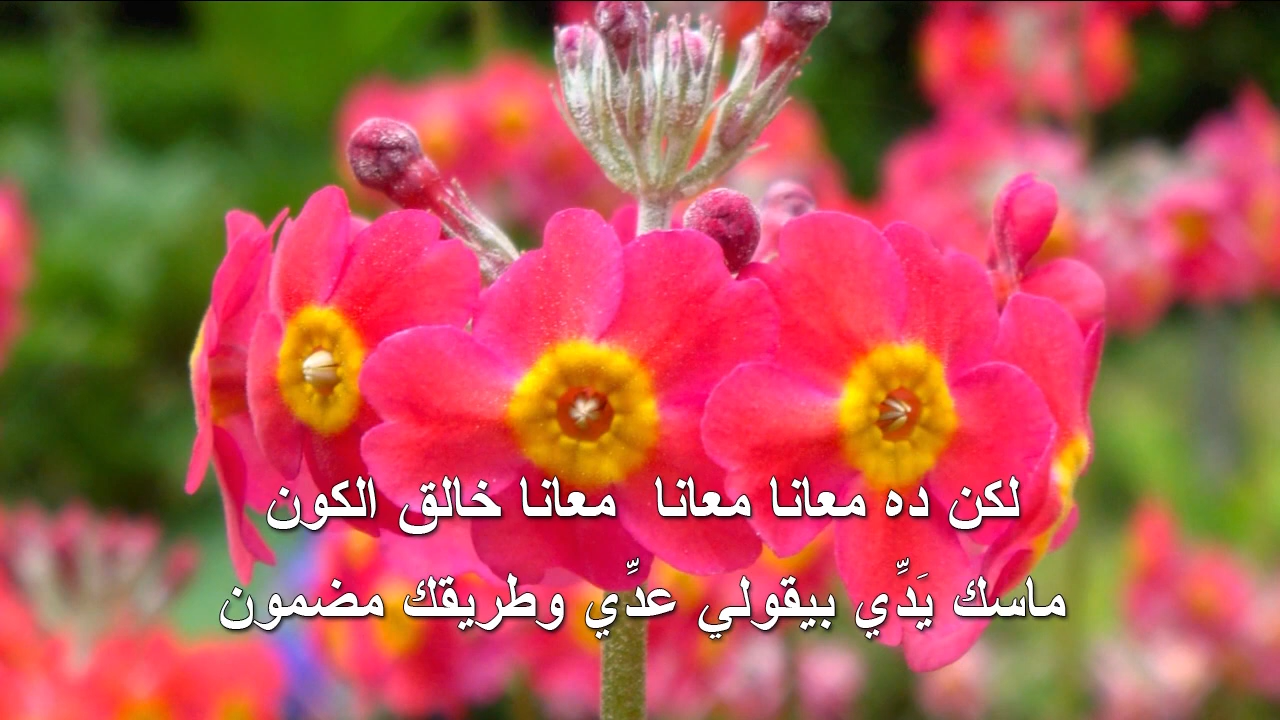 لكن ده معانا معانا  معانا خالق الكون
ماسك يَدِّي بيقولي عدِّي وطريقك مضمون